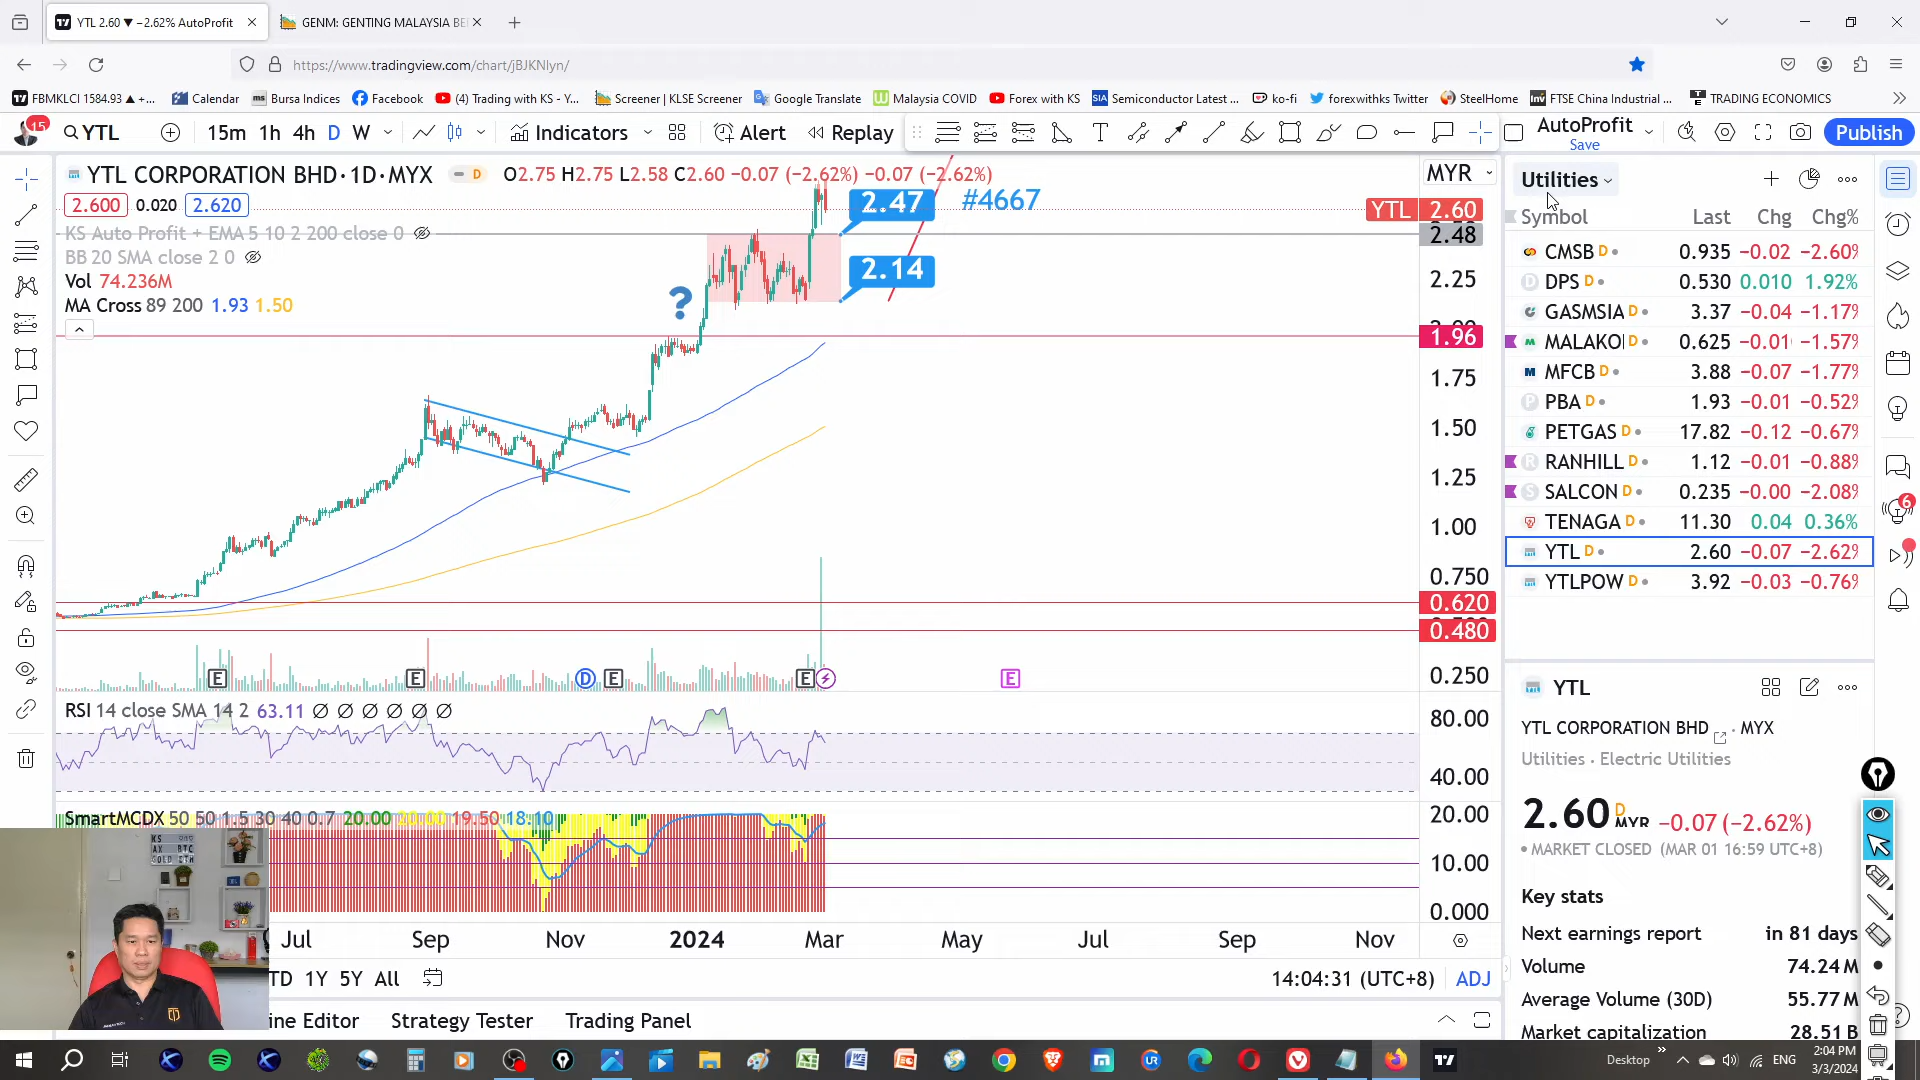 YTL 2.60 ▼ −2.62% AutoProfit
GENM: GENTING MALAYSIA BE
https://www.tradingview.com/chart/jBJKNlyn/
FBMKLCI 1584.93 ▲ +...
Calendar
Bursa Indices
Facebook
(4) Trading with KS - Y...
Screener | KLSE Screener
Google Translate
Malaysia COVID
Forex with KS
Semiconductor Latest ...
ko-fi
forexwithks Twitter
SteelHome
FTSE China Industrial ...
TRADING ECONOMICS
15
YTL
15m 1h 4h D W
Indicators
Alert
Replay
AutoProfit
Save
Publish
YTL CORPORATION BHD · 1D · MYX
D
O2.75 H2.75 L2.58 C2.60 −0.07 (−2.62%) −0.07 (−2.62%)
2.600 0.020 2.620
KS Auto Profit + EMA 5 10 2 200 close 0
BB 20 SMA close 2 0
Vol 74.236M
MA Cross 89 200 1.93 1.50
2.47
#4667
2.14
?
MYR
YTL 2.60
2.48
2.25
1.96
1.75
1.50
1.25
1.00
0.750
0.620
0.480
0.250
E E D E E E
RSI 14 close SMA 14 2 63.11 Ø Ø Ø Ø Ø Ø
80.00
40.00
SmartMCDX 50 50 1.5 30 40 0.7 20.00 20.00 19.50 18.10
20.00
10.00
0.000
Jul Sep Nov 2024 Mar May Jul Sep Nov
TD 1Y 5Y All
14:04:31 (UTC+8) ADJ
ine Editor
Strategy Tester
Trading Panel
Utilities
Symbol Last Chg Chg%
CMSB D 0.935 −0.02 −2.60%
DPS D 0.530 0.010 1.92%
GASMSIA D 3.37 −0.04 −1.17%
MALAKO D 0.625 −0.01 −1.57%
MFCB D 3.88 −0.07 −1.77%
PBA D 1.93 −0.01 −0.52%
PETGAS D 17.82 −0.12 −0.67%
RANHILL D 1.12 −0.01 −0.88%
SALCON D 0.235 −0.00 −2.08%
TENAGA D 11.30 0.04 0.36%
YTL D 2.60 −0.07 −2.62%
YTLPOW D 3.92 −0.03 −0.76%
6
YTL
YTL CORPORATION BHD · MYX
Utilities · Electric Utilities
2.60 D MYR −0.07 (−2.62%)
MARKET CLOSED (MAR 01 16:59 UTC+8)
Key stats
Next earnings report in 81 days
Volume 74.24M
Average Volume (30D) 55.77M
Market capitalization 28.51B
KS
AX BTC
GOLD ETH
Desktop
ENG
2:04 PM
3/3/2024